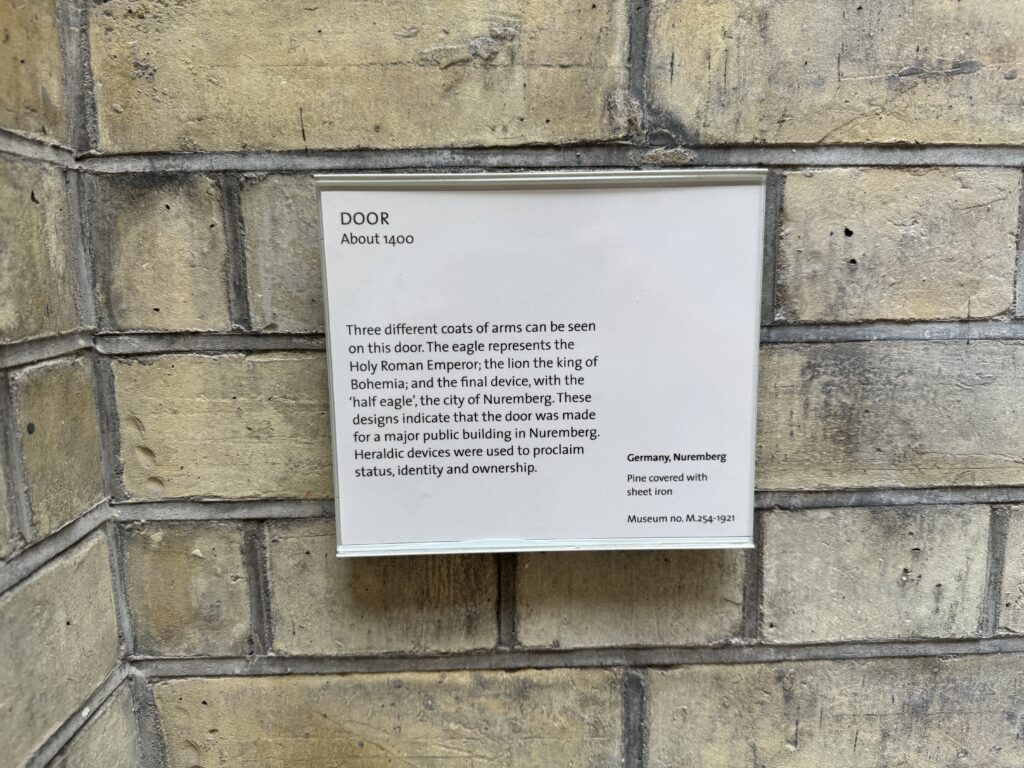 DOOR
About 1400
Three different coats of arms can be seen
on this door. The eagle represents the
Holy Roman Emperor; the lion the king of
Bohemia; and the final device, with the
‘half eagle’, the city of Nuremberg. These
designs indicate that the door was made
for a major public building in Nuremberg.
Heraldic devices were used to proclaim
status, identity and ownership.
Germany, Nuremberg
Pine covered with
sheet iron
Museum no. M.254-1921